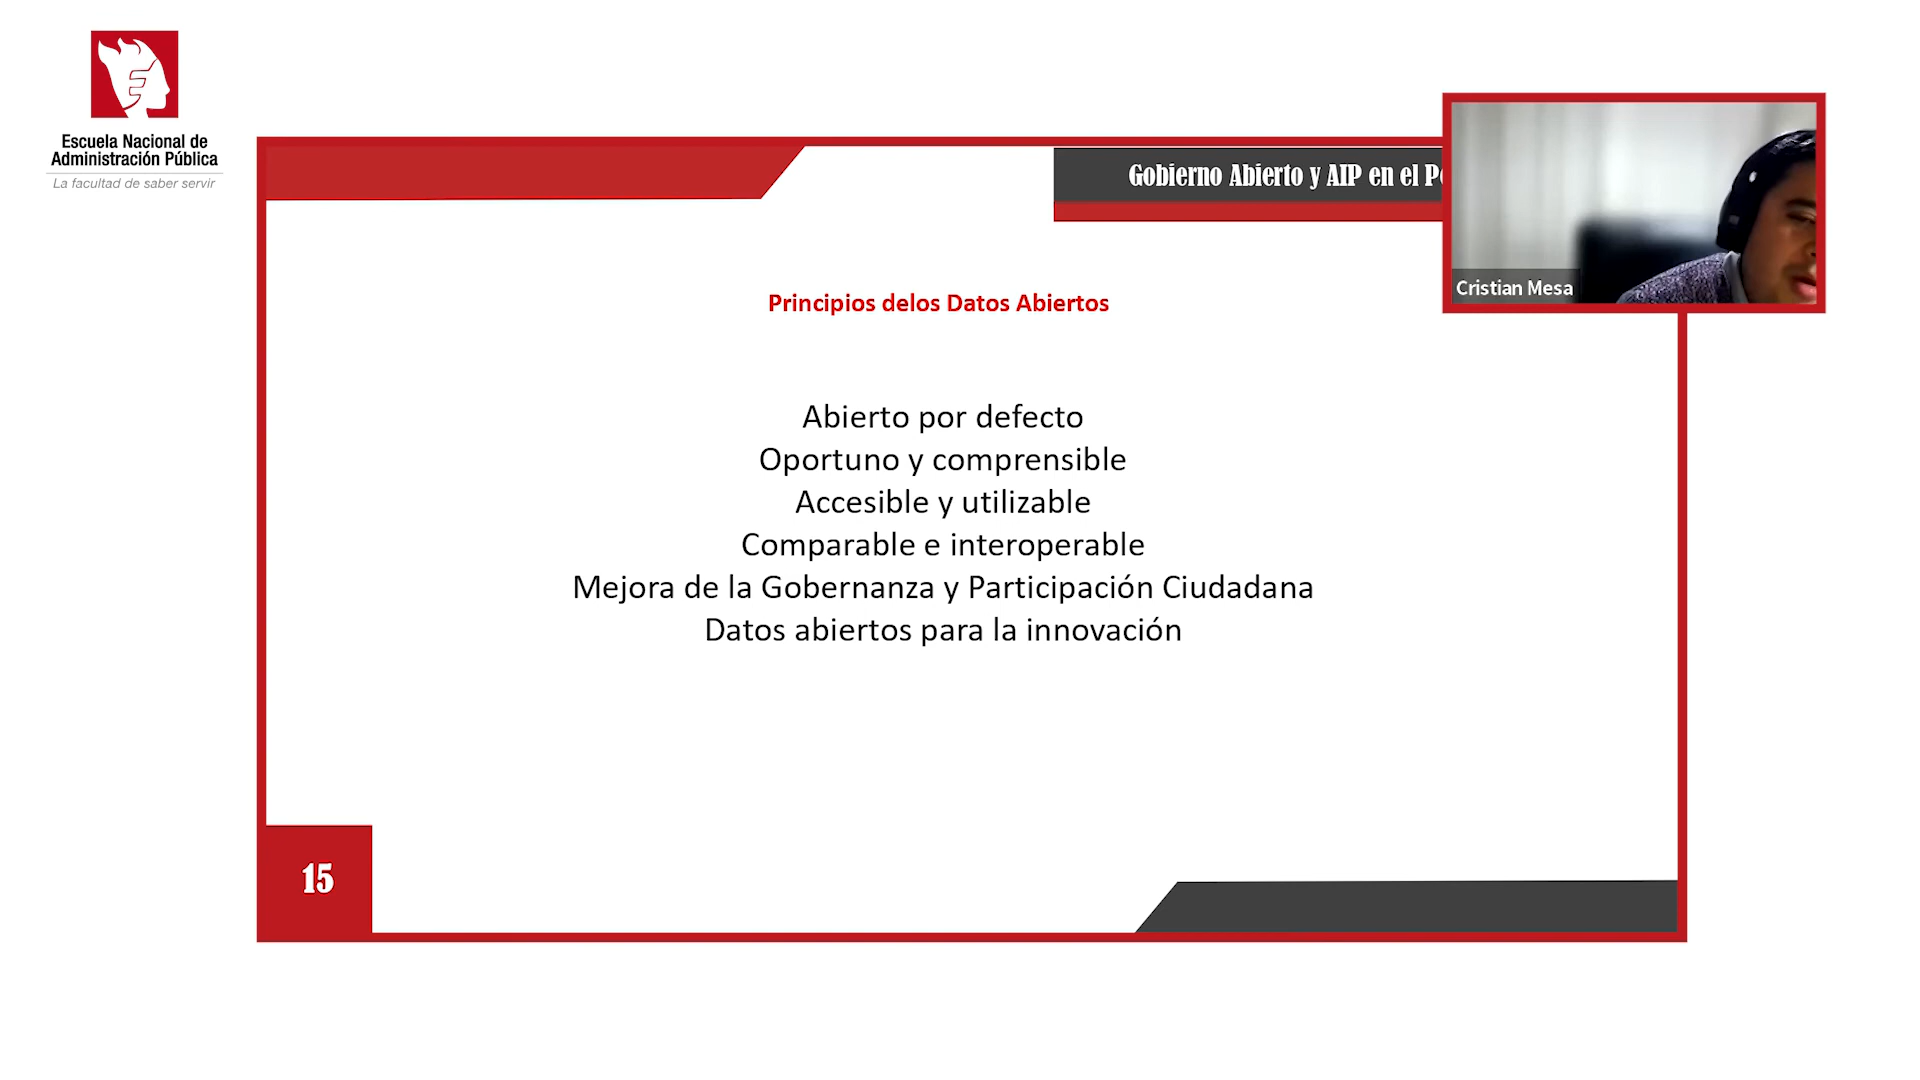 Escuela Nacional de
Administración Pública
La facultad de saber servir
Gobierno Abierto y AIP en el
Cristian Mesa
Principios delos Datos Abiertos
Abierto por defecto
Oportuno y comprensible
Accesible y utilizable
Comparable e interoperable
Mejora de la Gobernanza y Participación Ciudadana
Datos abiertos para la innovación
15